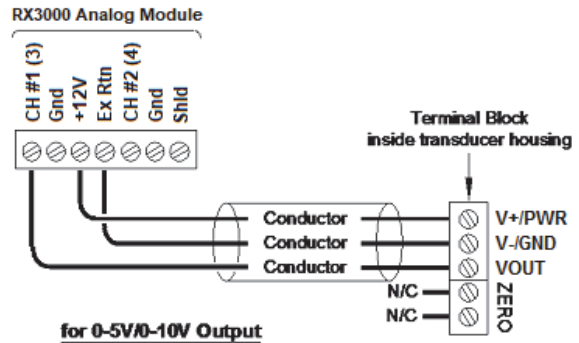 RX3000 Analog Module
CH #1 (3)
Gnd
+12V
Ex Rtn
CH #2 (4)
Gnd
Shld
Terminal Block
inside transducer housing
Conductor
V+/PWR
Conductor
V-/GND
Conductor
VOUT
N/C
N/C
ZERO
for 0-5V/0-10V Output